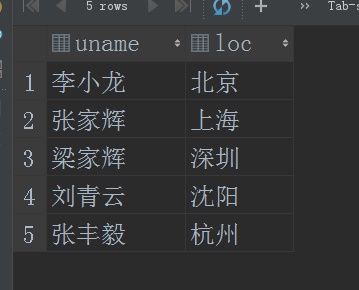 5 rows Tab-s
uname loc
1 李小龙 北京
2 张家辉 上海
3 梁家辉 深圳
4 刘青云 沈阳
5 张丰毅 杭州